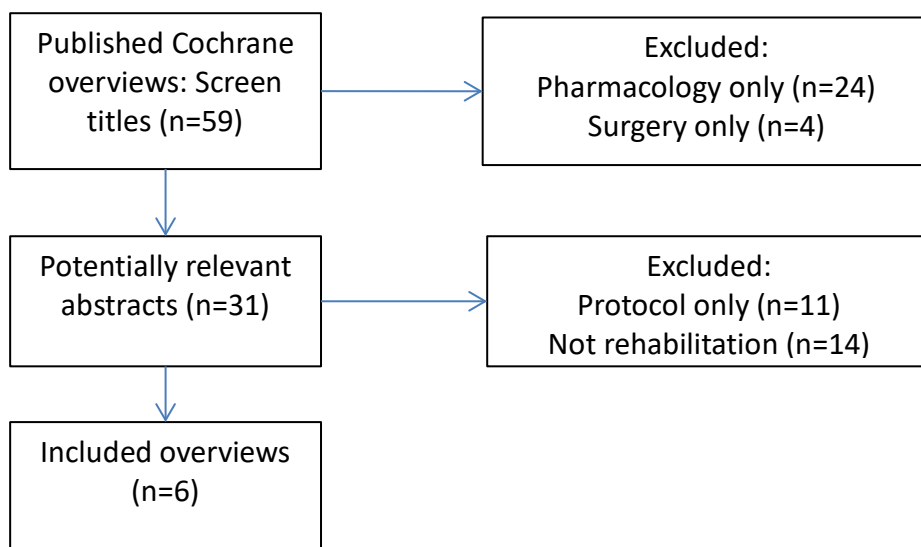 Published Cochrane
overviews: Screen
titles (n=59)
Excluded:
Pharmacology only (n=24)
Surgery only (n=4)
Potentially relevant
abstracts (n=31)
Excluded:
Protocol only (n=11)
Not rehabilitation (n=14)
Included overviews
(n=6)